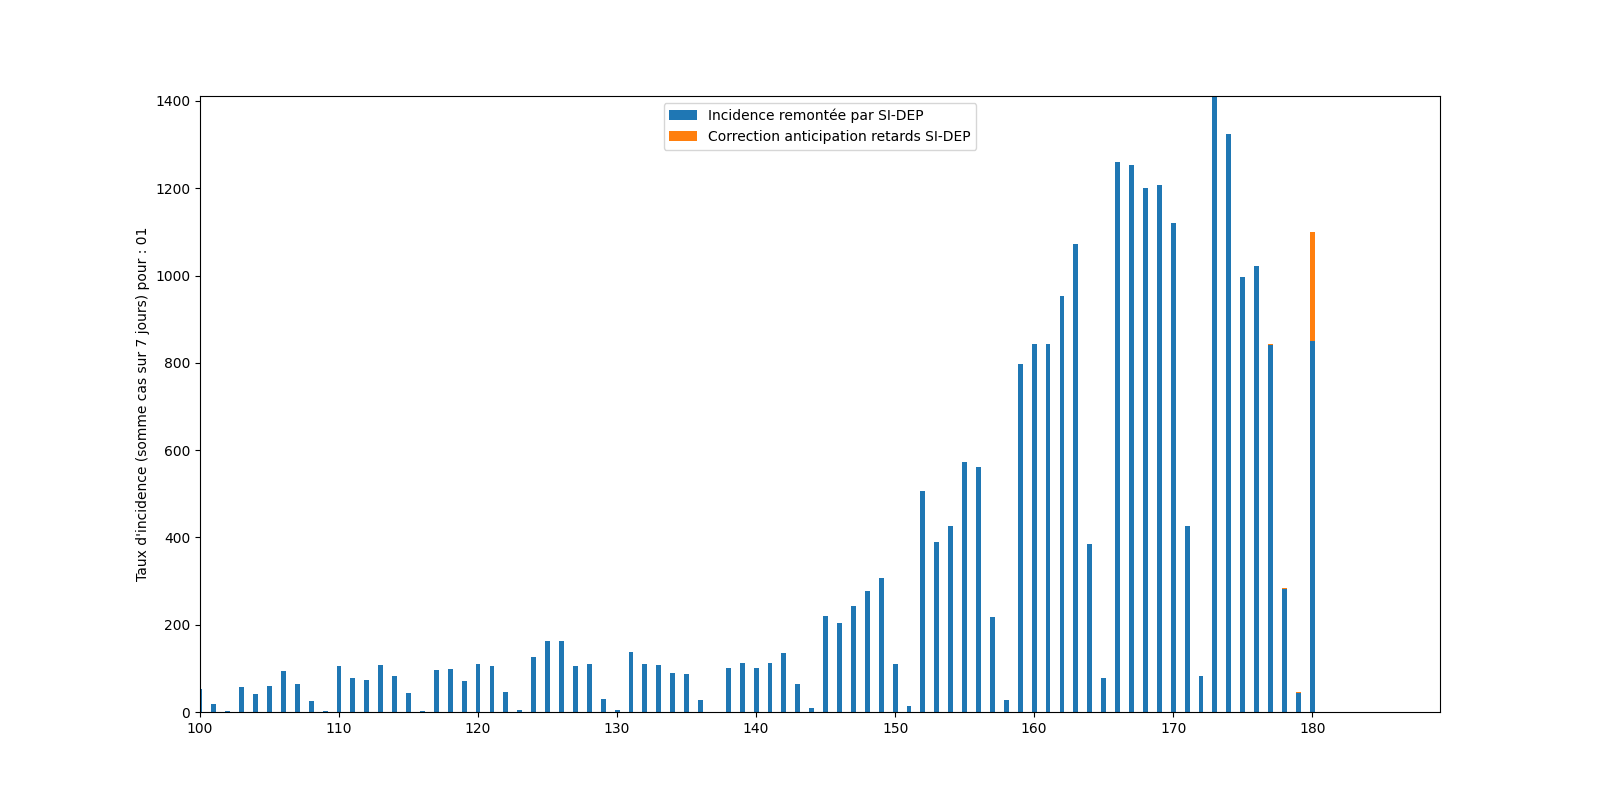 Incidence remontée par SI-DEP
Correction anticipation retards SI-DEP
Taux d'incidence (somme cas sur 7 jours) pour : 01
1400
1200
1000
800
600
400
200
0
100 110 120 130 140 150 160 170 180